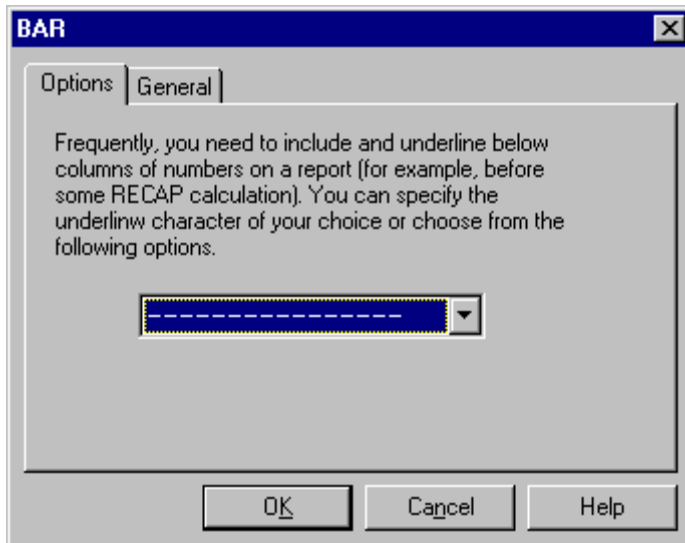 BAR
Options General
Frequently, you need to include and underline below
columns of numbers on a report (for example, before
some RECAP calculation). You can specify the
underlinw character of your choice or choose from the
following options.
----------------
OK Cancel Help